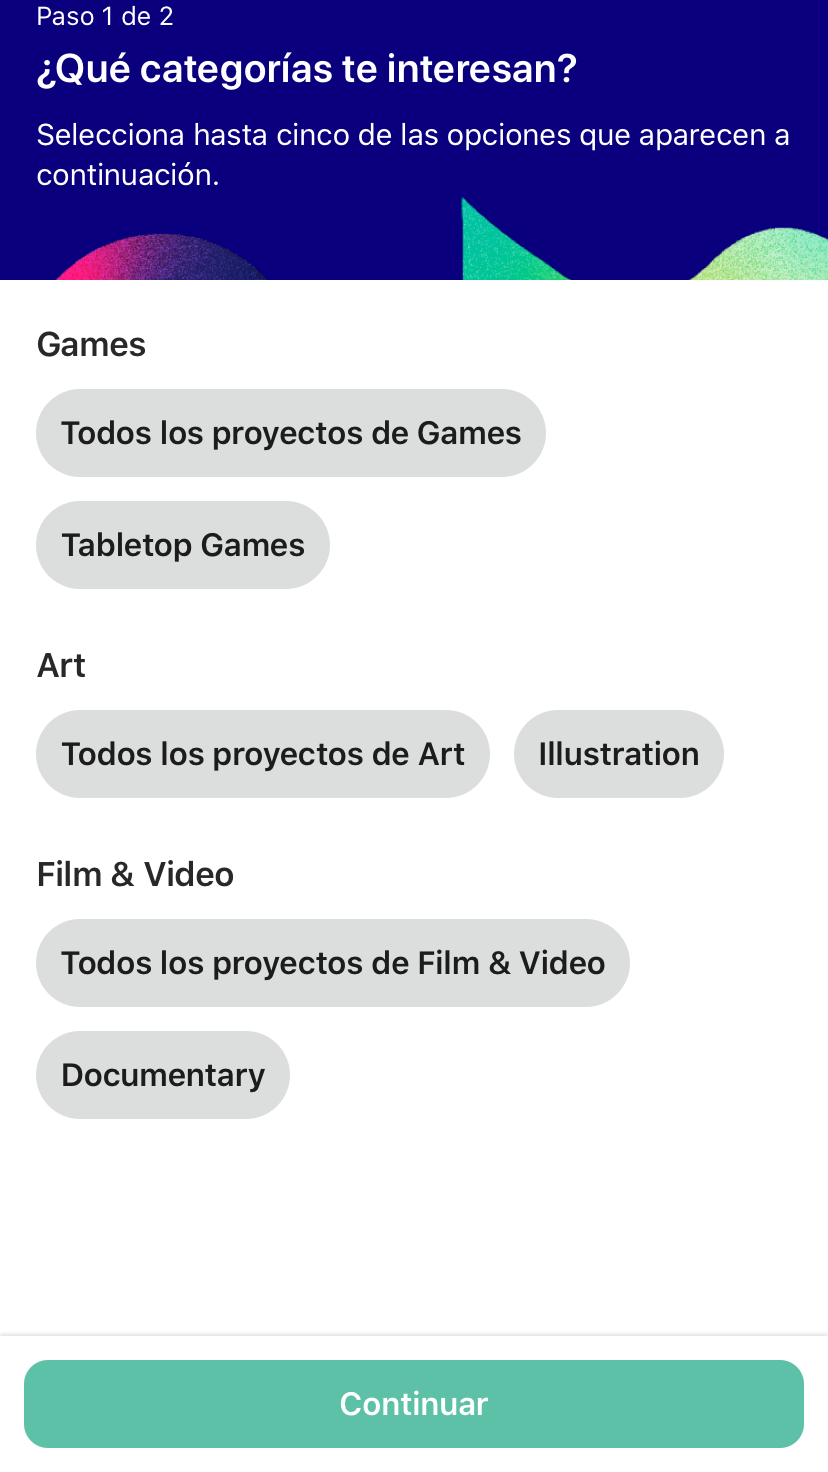 Paso 1 de 2
¿Qué categorías te interesan?
Selecciona hasta cinco de las opciones que aparecen a
continuación.
Games
Todos los proyectos de Games
Tabletop Games
Art
Todos los proyectos de Art
Illustration
Film & Video
Todos los proyectos de Film & Video
Documentary
Continuar